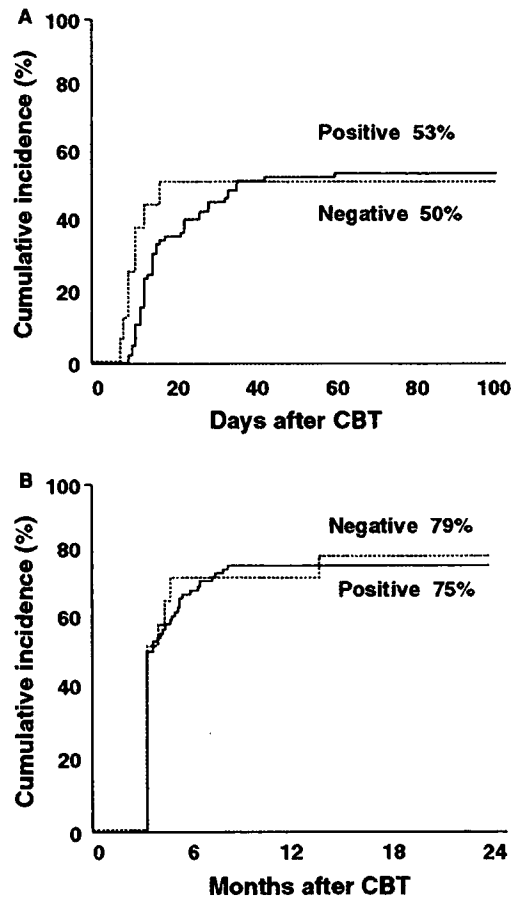 A
Cumulative incidence (%)
100
80
60
40
20
0
Positive 53%
Negative 50%
0 20 40 60 80 100
Days after CBT
B
Cumulative incidence (%)
100
80
60
40
20
0
Negative 79%
Positive 75%
0 6 12 18 24
Months after CBT